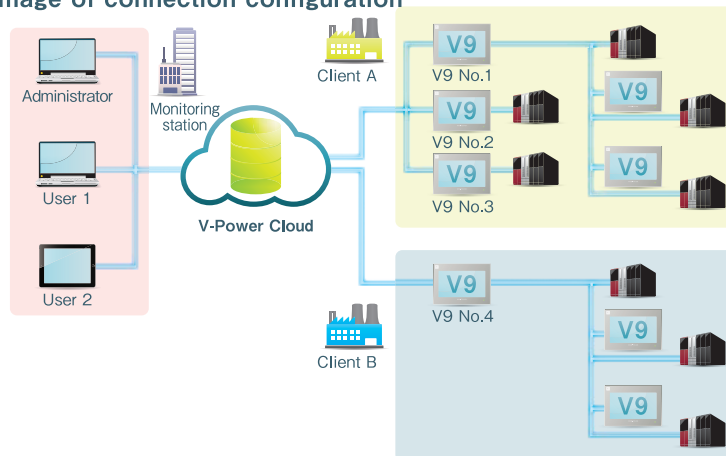 mage of connection configuration
Administrator
User 1
User 2
Monitoring
station
V-Power Cloud
Client A
V9
V9 No.1
V9
V9 No.2
V9
V9 No.3
V9
V9
Client B
V9
V9 No.4
V9
V9